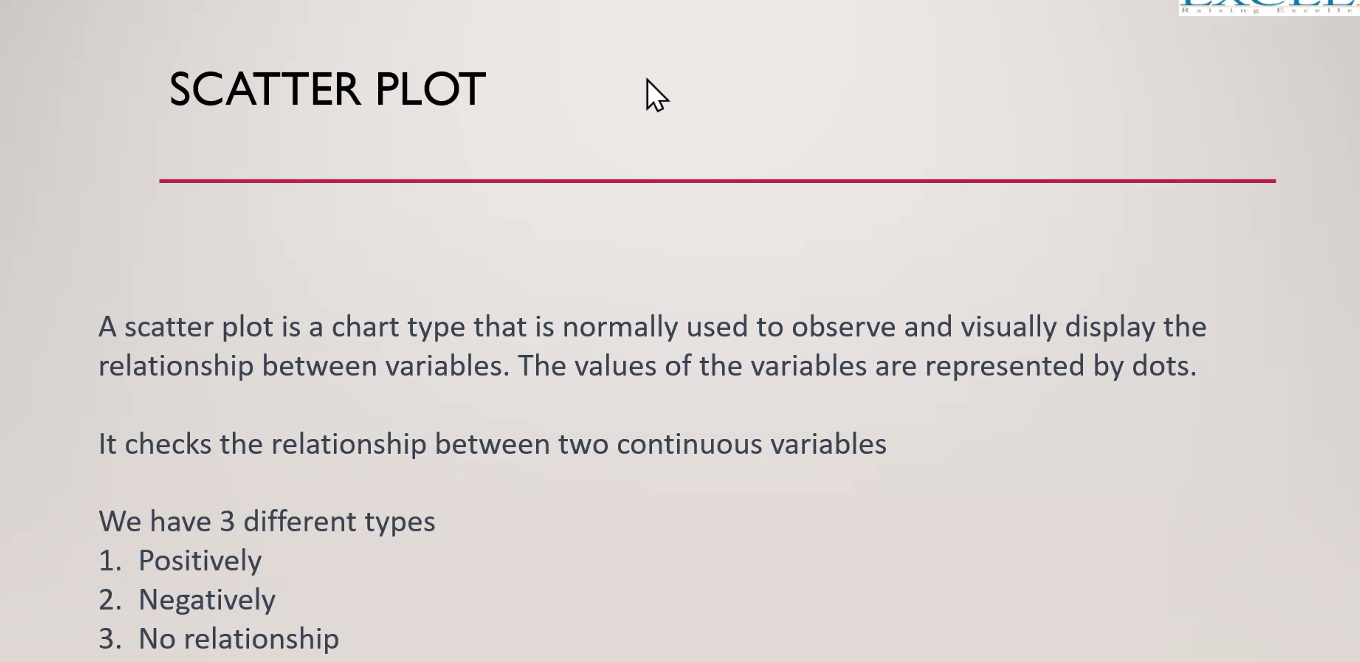 Raising Excelle
SCATTER PLOT
A scatter plot is a chart type that is normally used to observe and visually display the
relationship between variables. The values of the variables are represented by dots.
It checks the relationship between two continuous variables
We have 3 different types
1. Positively
2. Negatively
3. No relationship